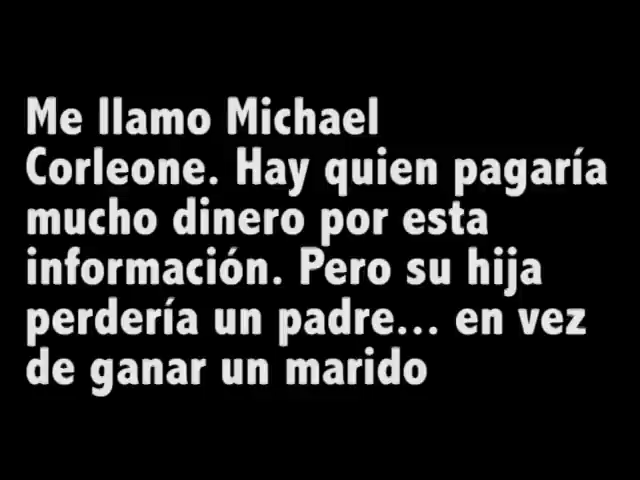 Me llamo Michael
Corleone. Hay quien pagaría
mucho dinero por esta
información. Pero su hija
perdería un padre... en vez
de ganar un marido